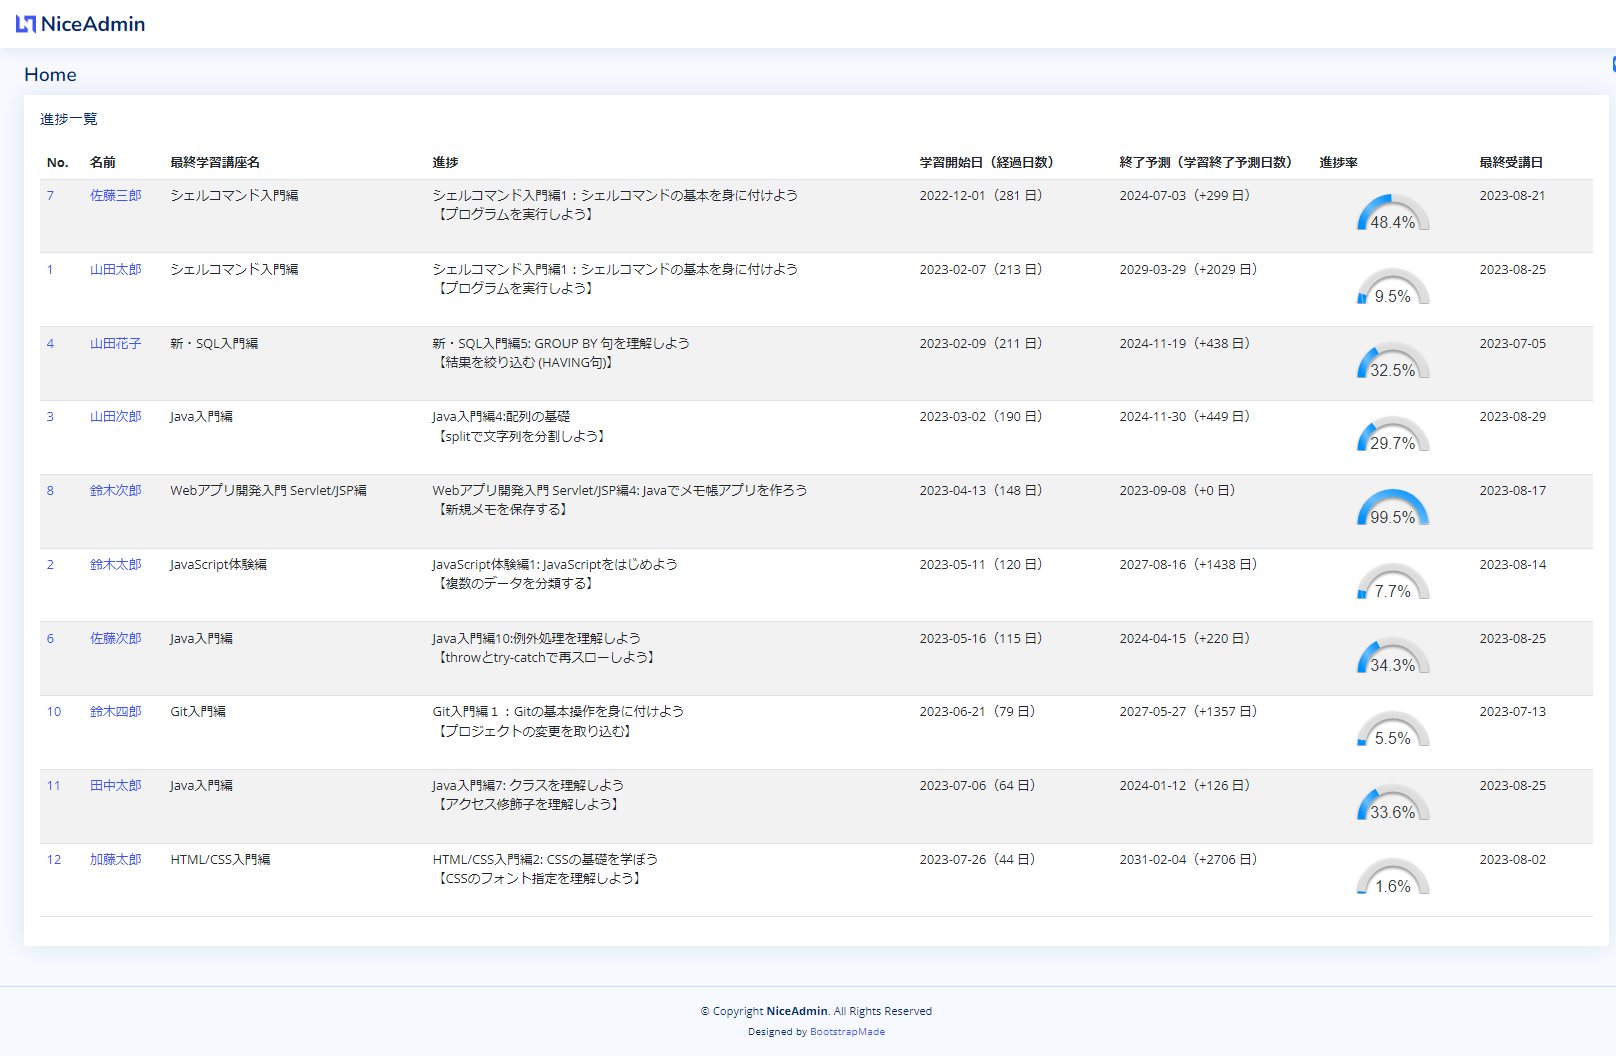 NiceAdmin
Home
進捗一覧
No. 名前 最終学習講座名 進捗 学習開始日（経過日数） 終了予測（学習終了予測日数） 進捗率 最終受講日
7 佐藤三郎 シェルコマンド入門編 シェルコマンド入門編1：シェルコマンドの基本を身に付けよう 2022-12-01（281 日） 2024-07-03（+299 日） 48.4% 2023-08-21
【プログラムを実行しよう】
1 山田太郎 シェルコマンド入門編 シェルコマンド入門編1：シェルコマンドの基本を身に付けよう 2023-02-07（213 日） 2029-03-29（+2029 日） 9.5% 2023-08-25
【プログラムを実行しよう】
4 山田花子 新・SQL入門編 新・SQL入門編5: GROUP BY 句を理解しよう 2023-02-09（211 日） 2024-11-19（+438 日） 32.5% 2023-07-05
【結果を絞り込む (HAVING句)】
3 山田次郎 Java入門編 Java入門編4:配列の基礎 2023-03-02（190 日） 2024-11-30（+449 日） 29.7% 2023-08-29
【splitで文字列を分割しよう】
8 鈴木次郎 Webアプリ開発入門 Servlet/JSP編 Webアプリ開発入門 Servlet/JSP編4: Javaでメモ帳アプリを作ろう 2023-04-13（148 日） 2023-09-08（+0 日） 99.5% 2023-08-17
【新規メモを保存する】
2 鈴木太郎 JavaScript体験編 JavaScript体験編1: JavaScriptをはじめよう 2023-05-11（120 日） 2027-08-16（+1438 日） 7.7% 2023-08-14
【複数のデータを分類する】
6 佐藤次郎 Java入門編 Java入門編10:例外処理を理解しよう 2023-05-16（115 日） 2024-04-15（+220 日） 34.3% 2023-08-25
【throwとtry-catchで再スローしよう】
10 鈴木四郎 Git入門編 Git入門編１：Gitの基本操作を身に付けよう 2023-06-21（79 日） 2027-05-27（+1357 日） 5.5% 2023-07-13
【プロジェクトの変更を取り込む】
11 田中太郎 Java入門編 Java入門編7: クラスを理解しよう 2023-07-06（64 日） 2024-01-12（+126 日） 33.6% 2023-08-25
【アクセス修飾子を理解しよう】
12 加藤太郎 HTML/CSS入門編 HTML/CSS入門編2: CSSの基礎を学ぼう 2023-07-26（44 日） 2031-02-04（+2706 日） 1.6% 2023-08-02
【CSSのフォント指定を理解しよう】
© Copyright NiceAdmin. All Rights Reserved
Designed by BootstrapMade